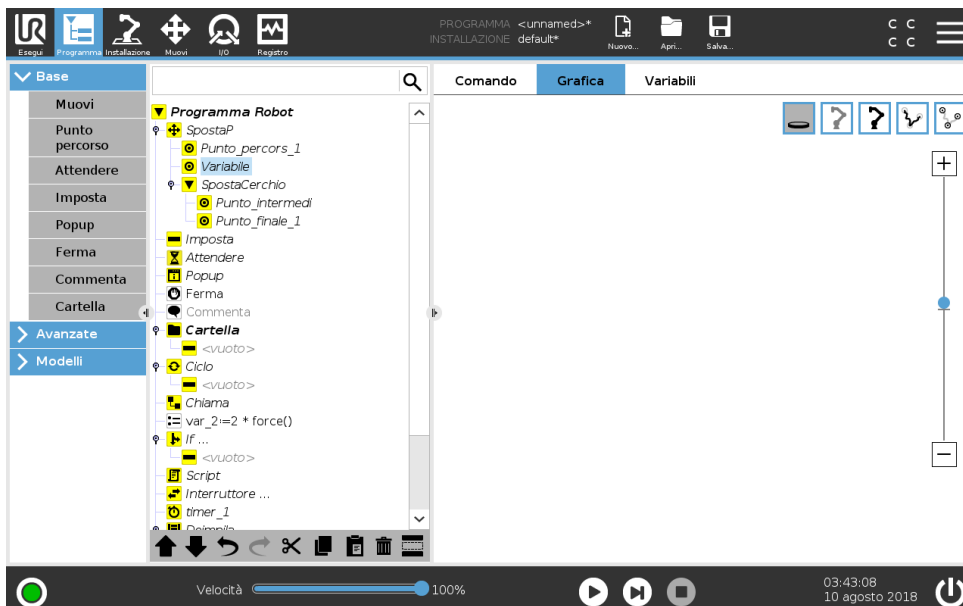 PROGRAMMA <unnamed>*
INSTALLAZIONE default*
Esegui Programma Installazione Muovi I/O Registro Nuovo... Apri... Salva...
C C
C C
Base
Muovi
Punto
percorso
Attendere
Imposta
Popup
Ferma
Commenta
Cartella
Avanzate
Modelli
Programma Robot
SpostaP
Punto_percors_1
Variabile
SpostaCerchio
Punto_intermedi
Punto_finale_1
Imposta
Attendere
Popup
Ferma
Commenta
Cartella
<vuoto>
Ciclo
<vuoto>
Chiama
var_2:=2 * force()
If ...
<vuoto>
Script
Interruttore ...
timer_1
Deimpila
Comando Grafica Variabili
Velocità 100%
03:43:08
10 agosto 2018